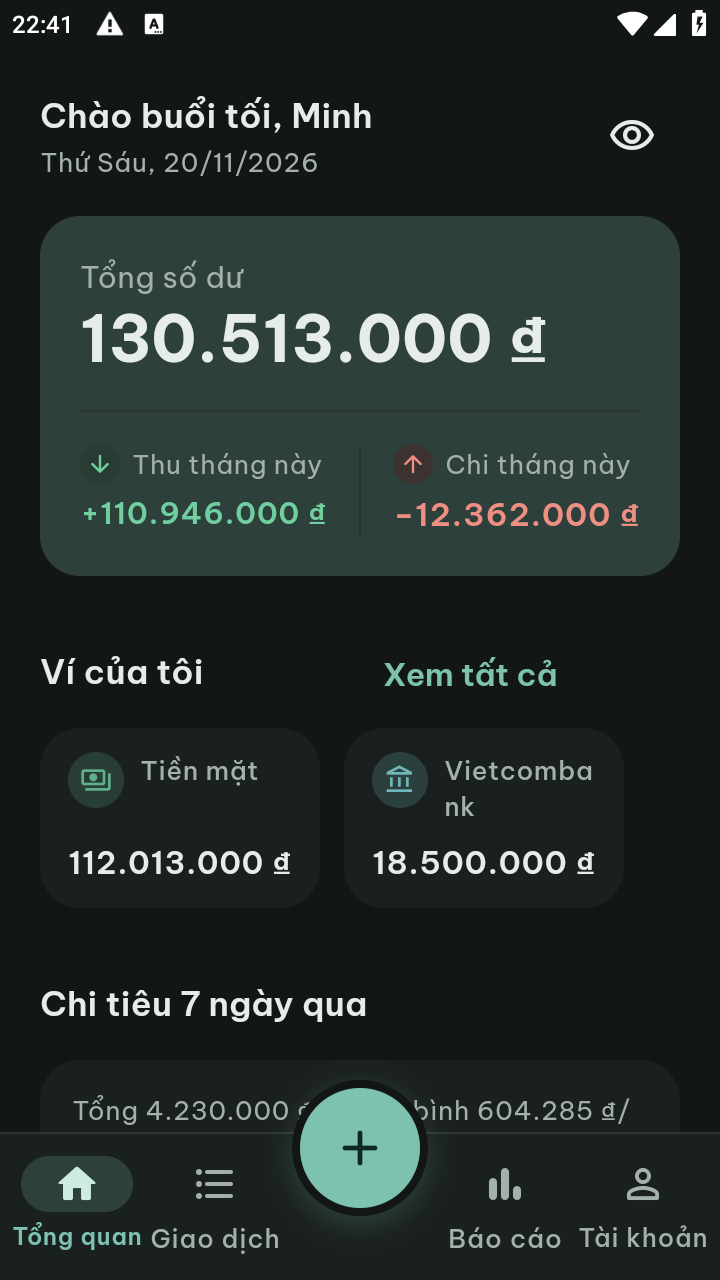 22:41
Chào buổi tối, Minh
Thứ Sáu, 20/11/2026
Tổng số dư
130.513.000 ₫
Thu tháng này
+110.946.000 ₫
Chi tháng này
−12.362.000 ₫
Ví của tôi
Xem tất cả
Tiền mặt
112.013.000 ₫
Vietcomba
nk
18.500.000 ₫
Chi tiêu 7 ngày qua
Tổng 4.230.000 bình 604.285 ₫/
Tổng quan
Giao dịch
Báo cáo
Tài khoản